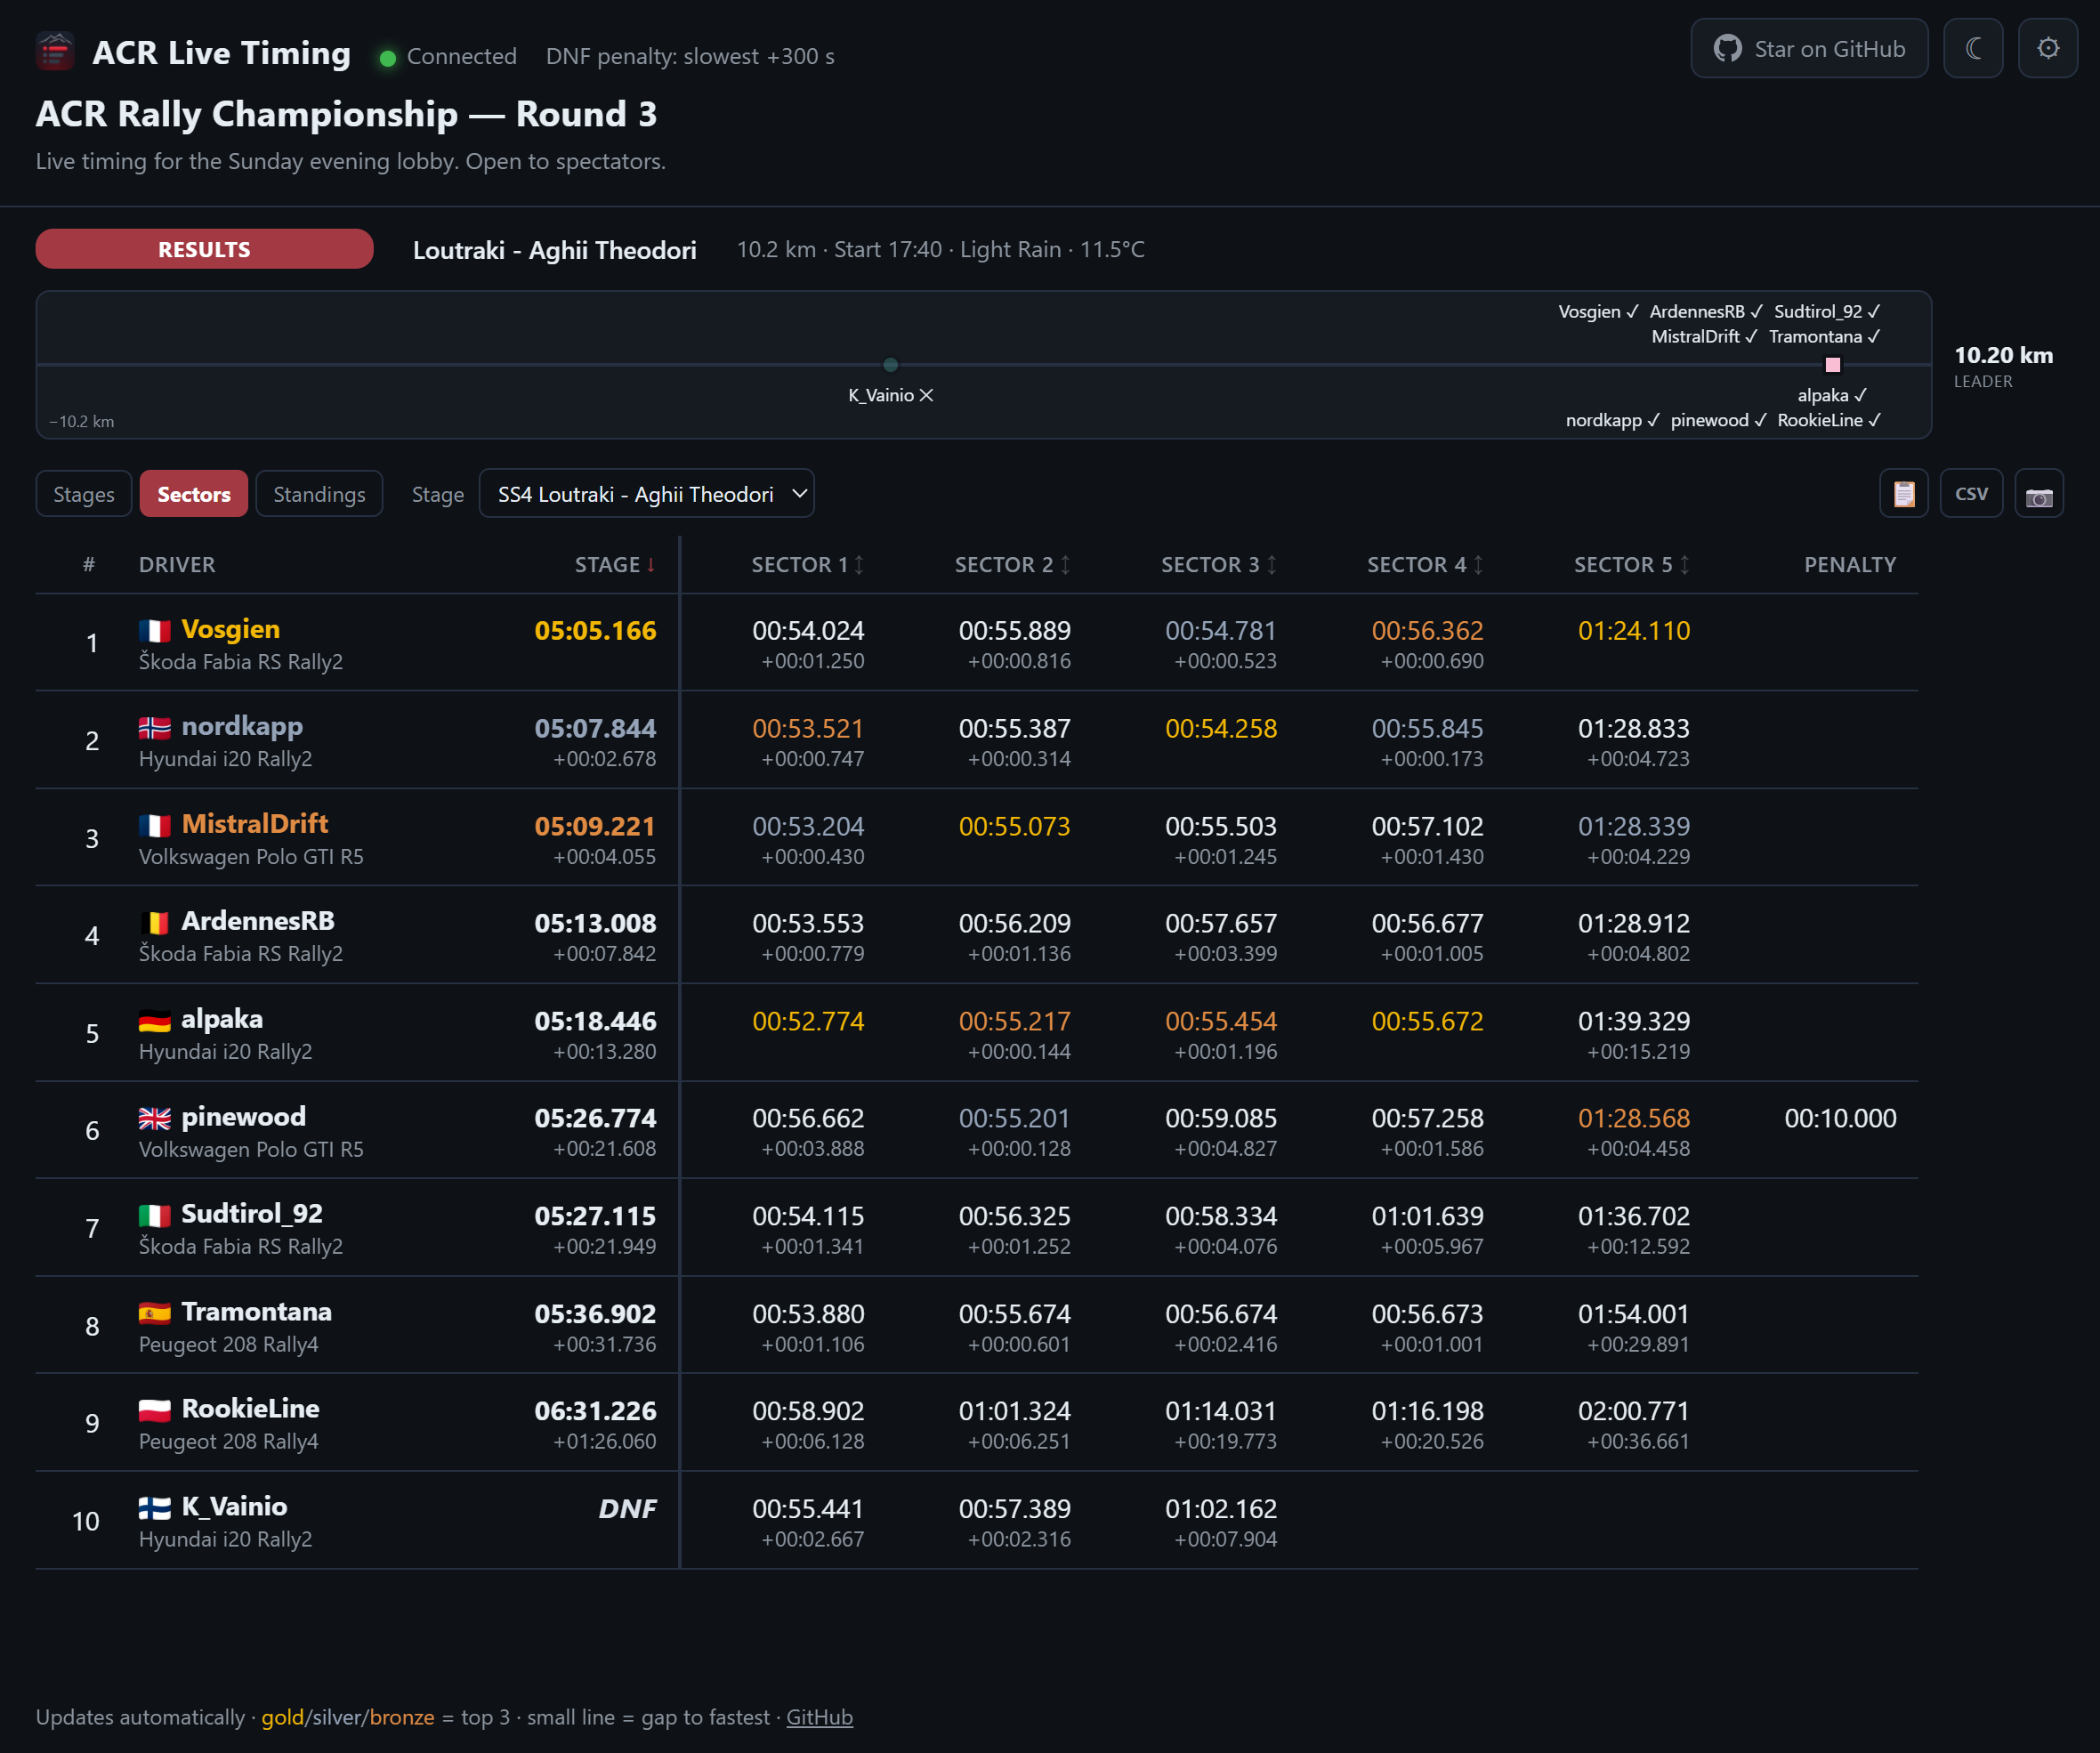 ACR Live Timing Connected DNF penalty: slowest +300 s Star on GitHub
ACR Rally Championship — Round 3
Live timing for the Sunday evening lobby. Open to spectators.
RESULTS Loutraki - Aghii Theodori 10.2 km · Start 17:40 · Light Rain · 11.5°C
Vosgien ✓ ArdennesRB ✓ Sudtirol_92 ✓
MistralDrift ✓ Tramontana ✓
10.20 km
LEADER
K_Vainio ✕ alpaka ✓
−10.2 km nordkapp ✓ pinewood ✓ RookieLine ✓
Stages Sectors Standings Stage SS4 Loutraki - Aghii Theodori CSV
# DRIVER STAGE ↓ SECTOR 1 ↕ SECTOR 2 ↕ SECTOR 3 ↕ SECTOR 4 ↕ SECTOR 5 ↕ PENALTY
1 Vosgien 05:05.166 00:54.024 00:55.889 00:54.781 00:56.362 01:24.110
Škoda Fabia RS Rally2 +00:01.250 +00:00.816 +00:00.523 +00:00.690
2 nordkapp 05:07.844 00:53.521 00:55.387 00:54.258 00:55.845 01:28.833
Hyundai i20 Rally2 +00:02.678 +00:00.747 +00:00.314 +00:00.173 +00:04.723
3 MistralDrift 05:09.221 00:53.204 00:55.073 00:55.503 00:57.102 01:28.339
Volkswagen Polo GTI R5 +00:04.055 +00:00.430 +00:01.245 +00:01.430 +00:04.229
4 ArdennesRB 05:13.008 00:53.553 00:56.209 00:57.657 00:56.677 01:28.912
Škoda Fabia RS Rally2 +00:07.842 +00:00.779 +00:01.136 +00:03.399 +00:01.005 +00:04.802
5 alpaka 05:18.446 00:52.774 00:55.217 00:55.454 00:55.672 01:39.329
Hyundai i20 Rally2 +00:13.280 +00:00.144 +00:01.196 +00:15.219
6 pinewood 05:26.774 00:56.662 00:55.201 00:59.085 00:57.258 01:28.568 00:10.000
Volkswagen Polo GTI R5 +00:21.608 +00:03.888 +00:00.128 +00:04.827 +00:01.586 +00:04.458
7 Sudtirol_92 05:27.115 00:54.115 00:56.325 00:58.334 01:01.639 01:36.702
Škoda Fabia RS Rally2 +00:21.949 +00:01.341 +00:01.252 +00:04.076 +00:05.967 +00:12.592
8 Tramontana 05:36.902 00:53.880 00:55.674 00:56.674 00:56.673 01:54.001
Peugeot 208 Rally4 +00:31.736 +00:01.106 +00:00.601 +00:02.416 +00:01.001 +00:29.891
9 RookieLine 06:31.226 00:58.902 01:01.324 01:14.031 01:16.198 02:00.771
Peugeot 208 Rally4 +01:26.060 +00:06.128 +00:06.251 +00:19.773 +00:20.526 +00:36.661
10 K_Vainio DNF 00:55.441 00:57.389 01:02.162
Hyundai i20 Rally2 +00:02.667 +00:02.316 +00:07.904
Updates automatically · gold/silver/bronze = top 3 · small line = gap to fastest · GitHub